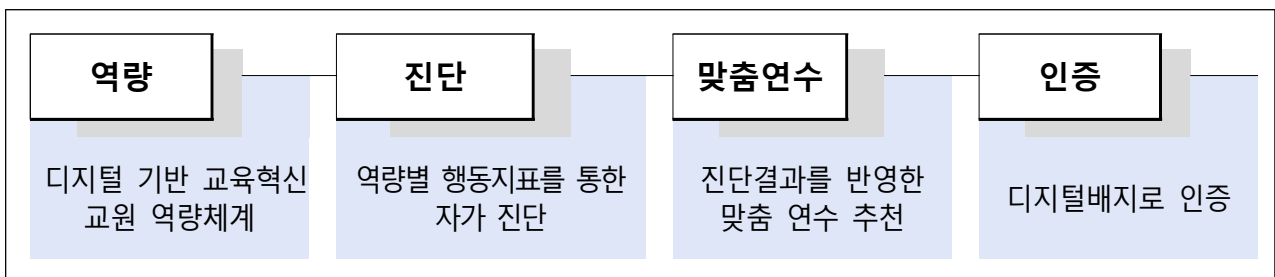 역량
디지털 기반 교육혁신
교원 역량체계
진단
역량별 행동지표를 통한
자가 진단
맞춤연수
진단결과를 반영한
맞춤 연수 추천
인증
디지털배지로 인증